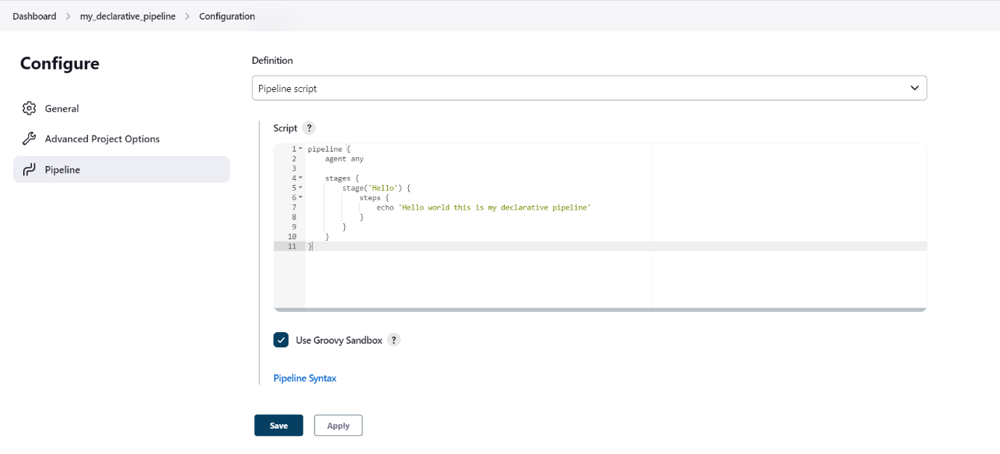 Dashboard > my_declarative_pipeline > Configuration
Configure
General
Advanced Project Options
Pipeline
Definition
Pipeline script
Script ?
1 pipeline {
2     agent any
3
4     stages {
5         stage('Hello') {
6             steps {
7                 echo 'Hello world this is my declarative pipeline'
8             }
9         }
10     }
11 }
Use Groovy Sandbox ?
Pipeline Syntax
Save Apply